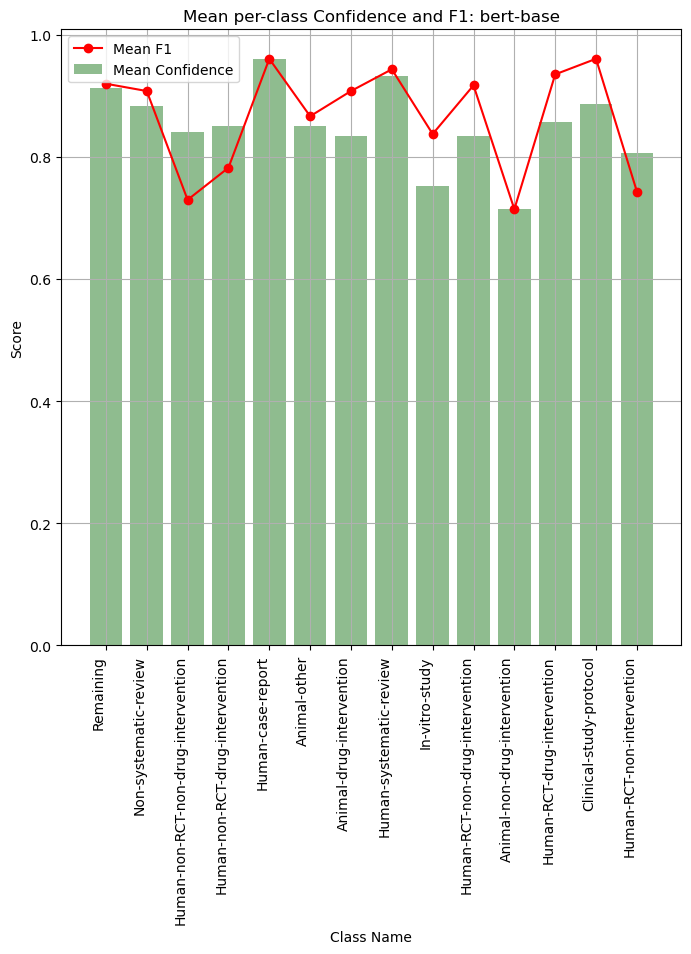 Mean per-class Confidence and F1: bert-base
Mean F1
Mean Confidence
1.0
0.8
0.6
0.4
0.2
0.0
Score
Remaining
Non-systematic-review
Human-non-RCT-non-drug-intervention
Human-non-RCT-drug-intervention
Human-case-report
Animal-other
Animal-drug-intervention
Human-systematic-review
In-vitro-study
Human-RCT-non-drug-intervention
Animal-non-drug-intervention
Human-RCT-drug-intervention
Clinical-study-protocol
Human-RCT-non-intervention
Class Name